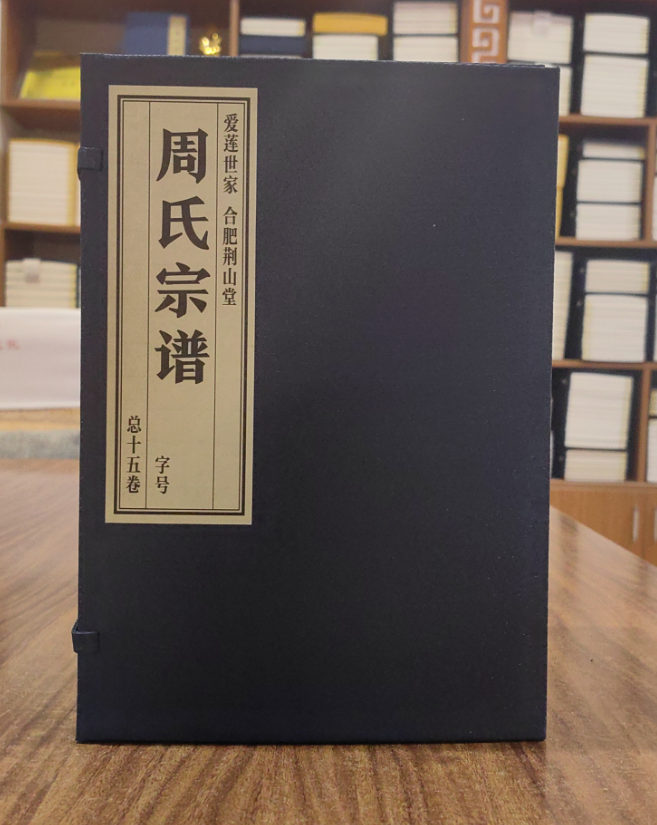 爱莲世家 合肥荆山堂
周氏宗谱
字号
总十五卷